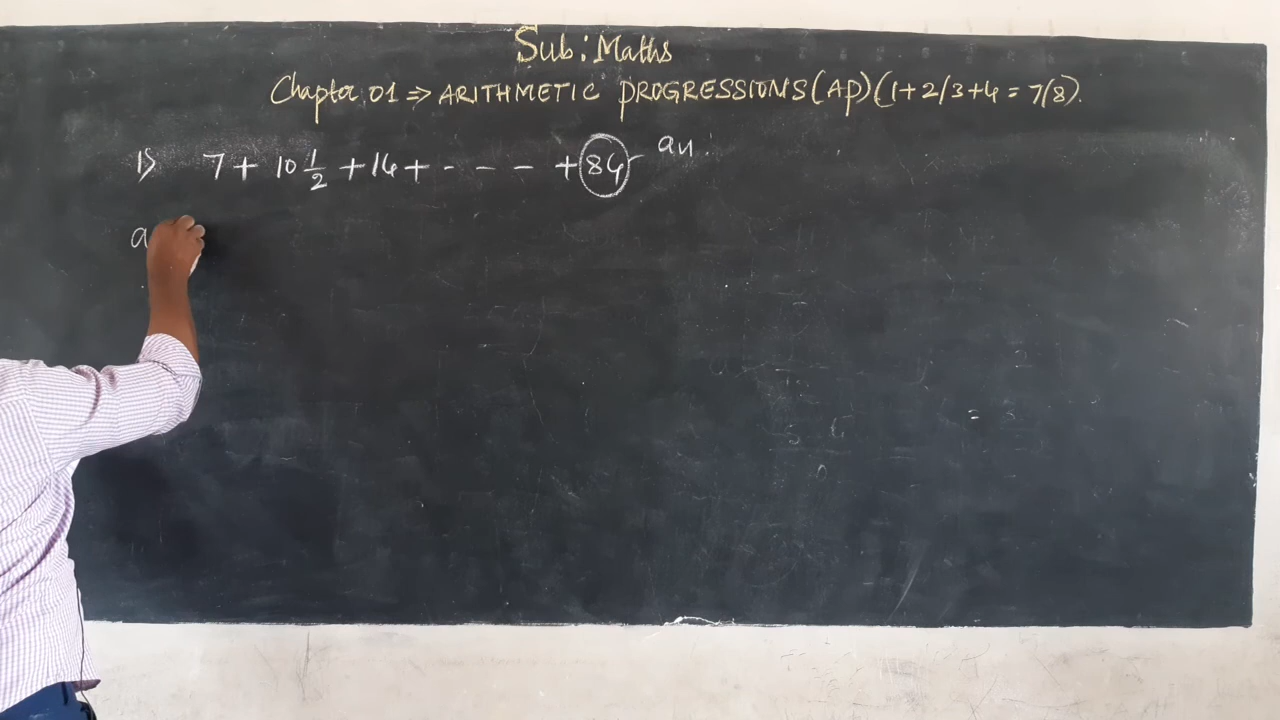 Sub: Maths
Chapter 01 ⇒ ARITHMETIC PROGRESSIONS (AP) (1+2/3+4 = 7/8).
1) 7 + 10 1/2 + 14 + - - - - + 84 an.
a